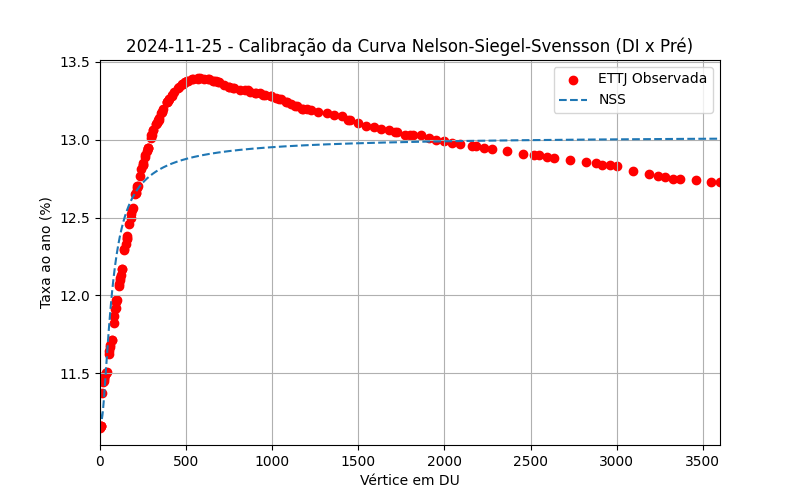 2024-11-25 - Calibração da Curva Nelson-Siegel-Svensson (DI x Pré)
13.5
13.0
12.5
12.0
11.5
Taxa ao ano (%)
ETTJ Observada
NSS
0 500 1000 1500 2000 2500 3000 3500
Vértice em DU